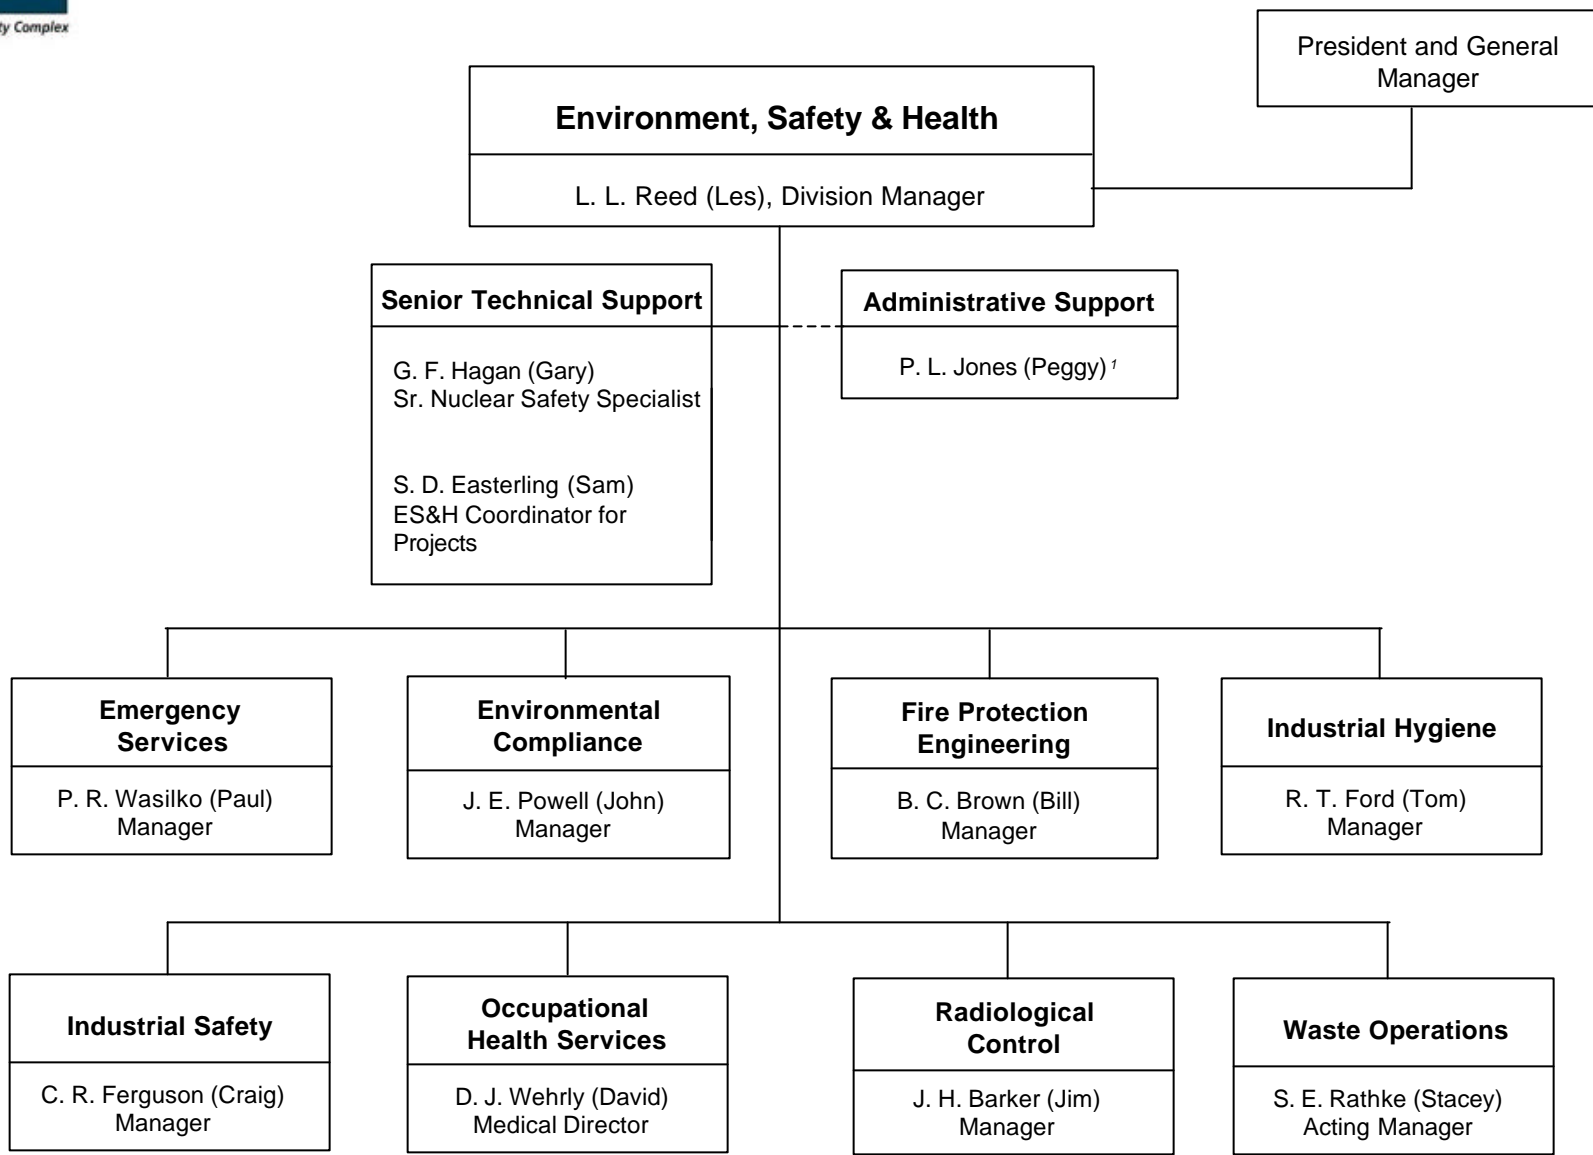 ty Complex
President and General
Manager
Environment, Safety & Health
L. L. Reed (Les), Division Manager
Senior Technical Support
G. F. Hagan (Gary)
Sr. Nuclear Safety Specialist
S. D. Easterling (Sam)
ES&H Coordinator for
Projects
Administrative Support
P. L. Jones (Peggy) 1
Emergency
Services
P. R. Wasilko (Paul)
Manager
Environmental
Compliance
J. E. Powell (John)
Manager
Fire Protection
Engineering
B. C. Brown (Bill)
Manager
Industrial Hygiene
R. T. Ford (Tom)
Manager
Industrial Safety
C. R. Ferguson (Craig)
Manager
Occupational
Health Services
D. J. Wehrly (David)
Medical Director
Radiological
Control
J. H. Barker (Jim)
Manager
Waste Operations
S. E. Rathke (Stacey)
Acting Manager